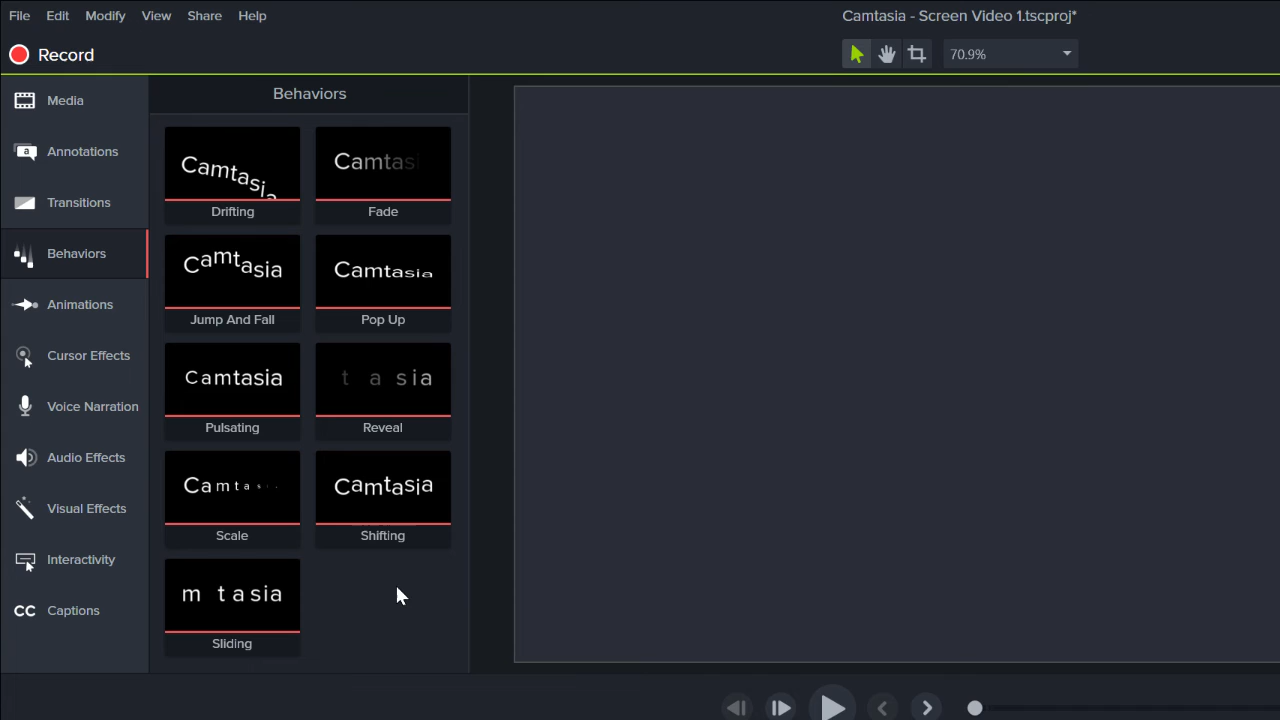 File Edit Modify View Share Help
Camtasia - Screen Video 1.tscproj*
Record
70.9%
Media
Annotations
Transitions
Behaviors
Animations
Cursor Effects
Voice Narration
Audio Effects
Visual Effects
Interactivity
CC Captions
Behaviors
Camtasia
Drifting
Camtasi
Fade
Camtasia
Jump And Fall
Camtasia
Pop Up
Camtasia
Pulsating
t a sia
Reveal
Camtas
Scale
Camtasia
Shifting
m t a sia
Sliding